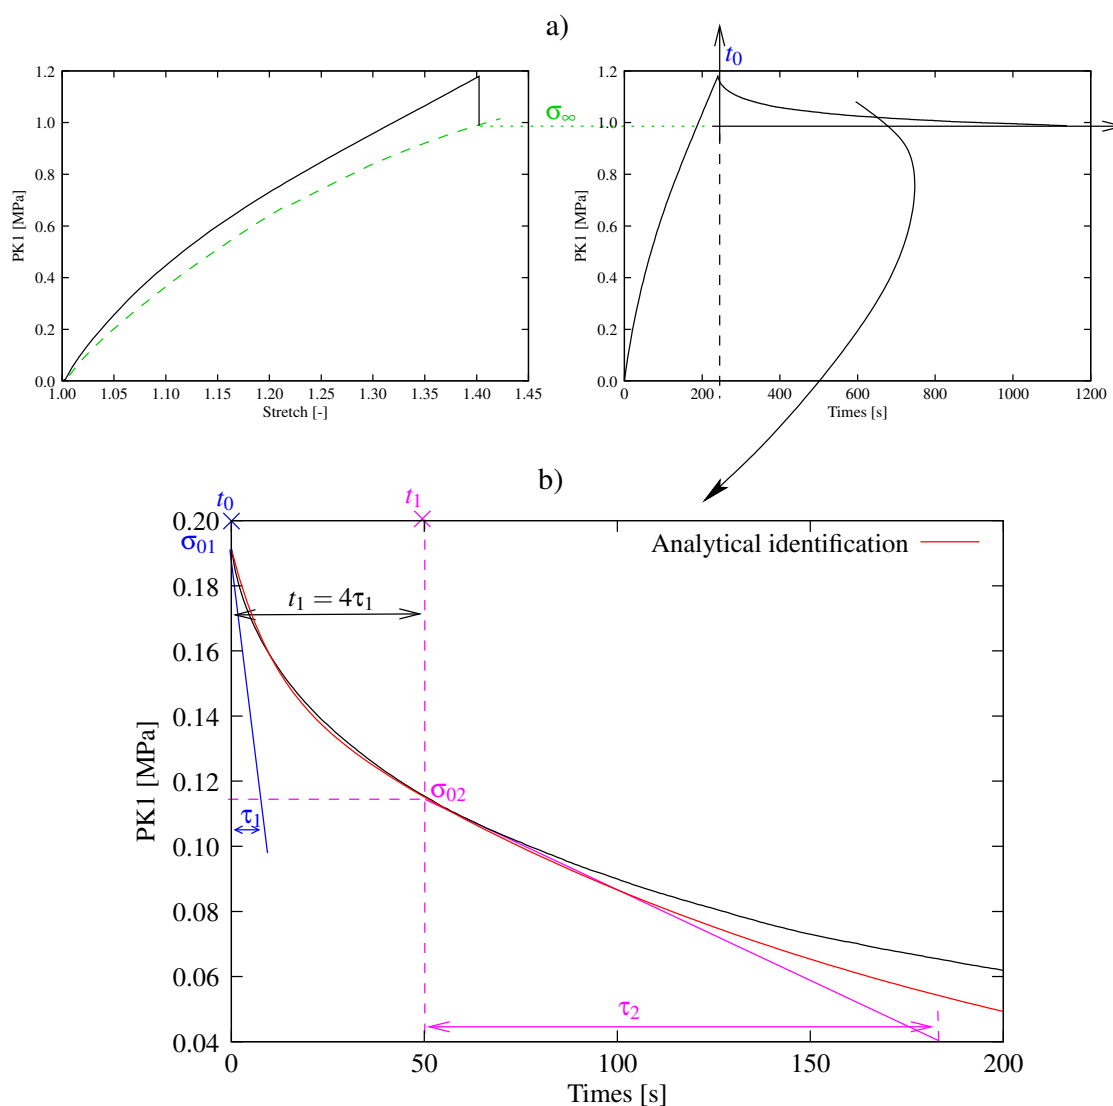 a)
1.2
1.0
0.8
0.6
0.4
0.2
0.0
PK1 [MPa]
1.00 1.05 1.10 1.15 1.20 1.25 1.30 1.35 1.40 1.45
Stretch [-]
σ∞
1.2
1.0
0.8
0.6
0.4
0.2
0.0
PK1 [MPa]
t0
0 200 400 600 800 1000 1200
Times [s]
b)
t0
t1
0.20
0.18
0.16
0.14
0.12
0.10
0.08
0.06
0.04
PK1 [MPa]
σ01
Analytical identification
t1 = 4τ1
σ02
τ1
τ2
0 50 100 150 200
Times [s]